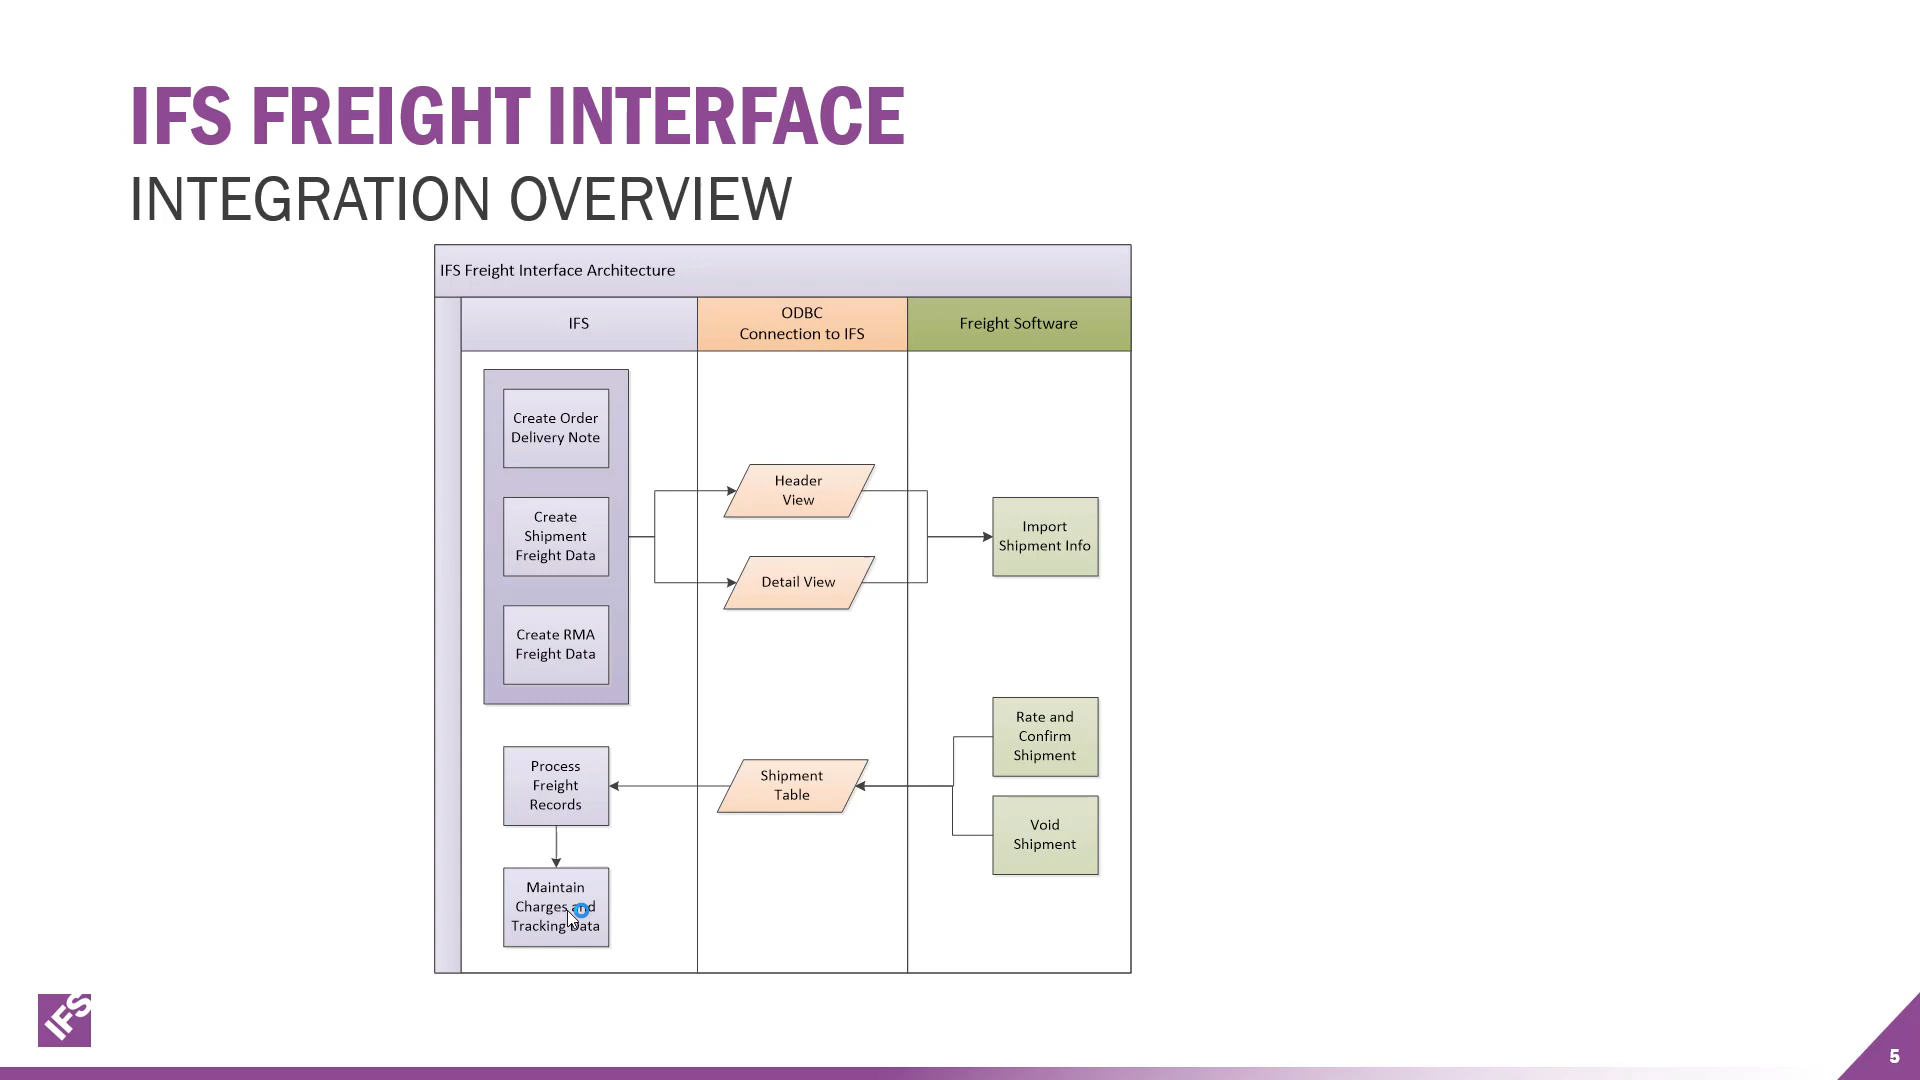 IFS FREIGHT INTERFACE
INTEGRATION OVERVIEW
IFS Freight Interface Architecture
IFS
ODBC
Connection to IFS
Freight Software
Create Order
Delivery Note
Create
Shipment
Freight Data
Create RMA
Freight Data
Header
View
Detail View
Import
Shipment Info
Rate and
Confirm
Shipment
Void
Shipment
Shipment
Table
Process
Freight
Records
Maintain
Charges and
Tracking Data
IFS
5